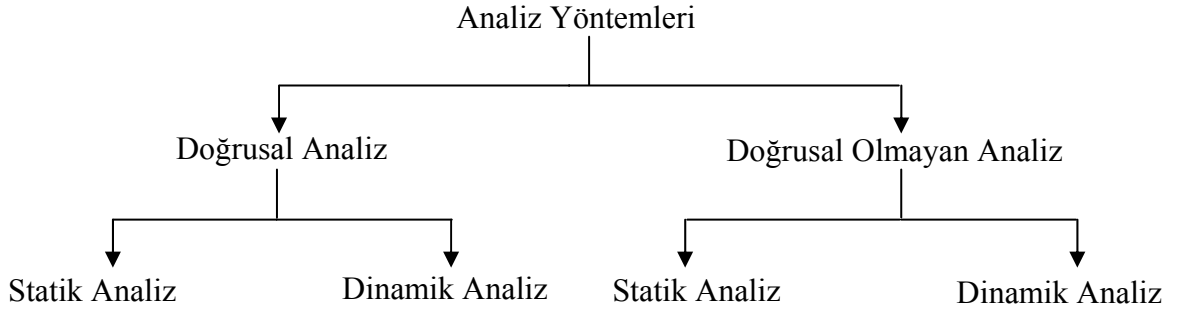 Analiz Yöntemleri
Doğrusal Analiz
Doğrusal Olmayan Analiz
Statik Analiz
Dinamik Analiz
Statik Analiz
Dinamik Analiz